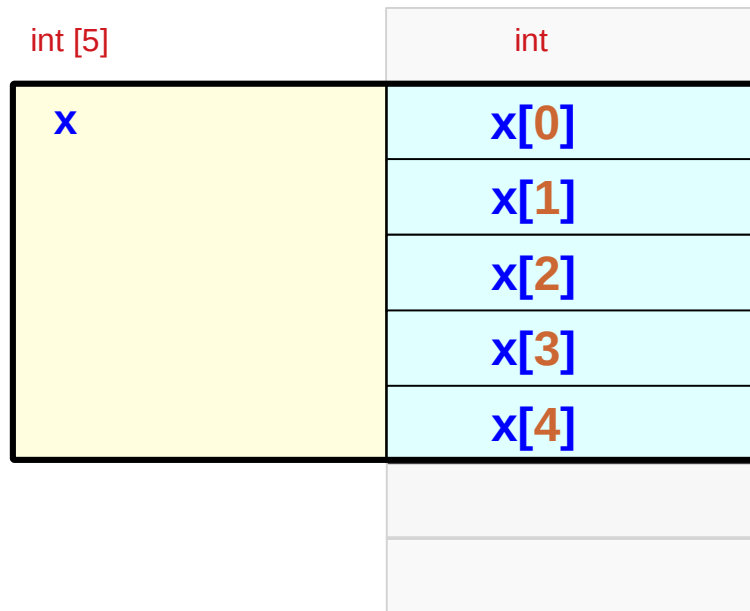 int [5] int
x x[0]
x[1]
x[2]
x[3]
x[4]